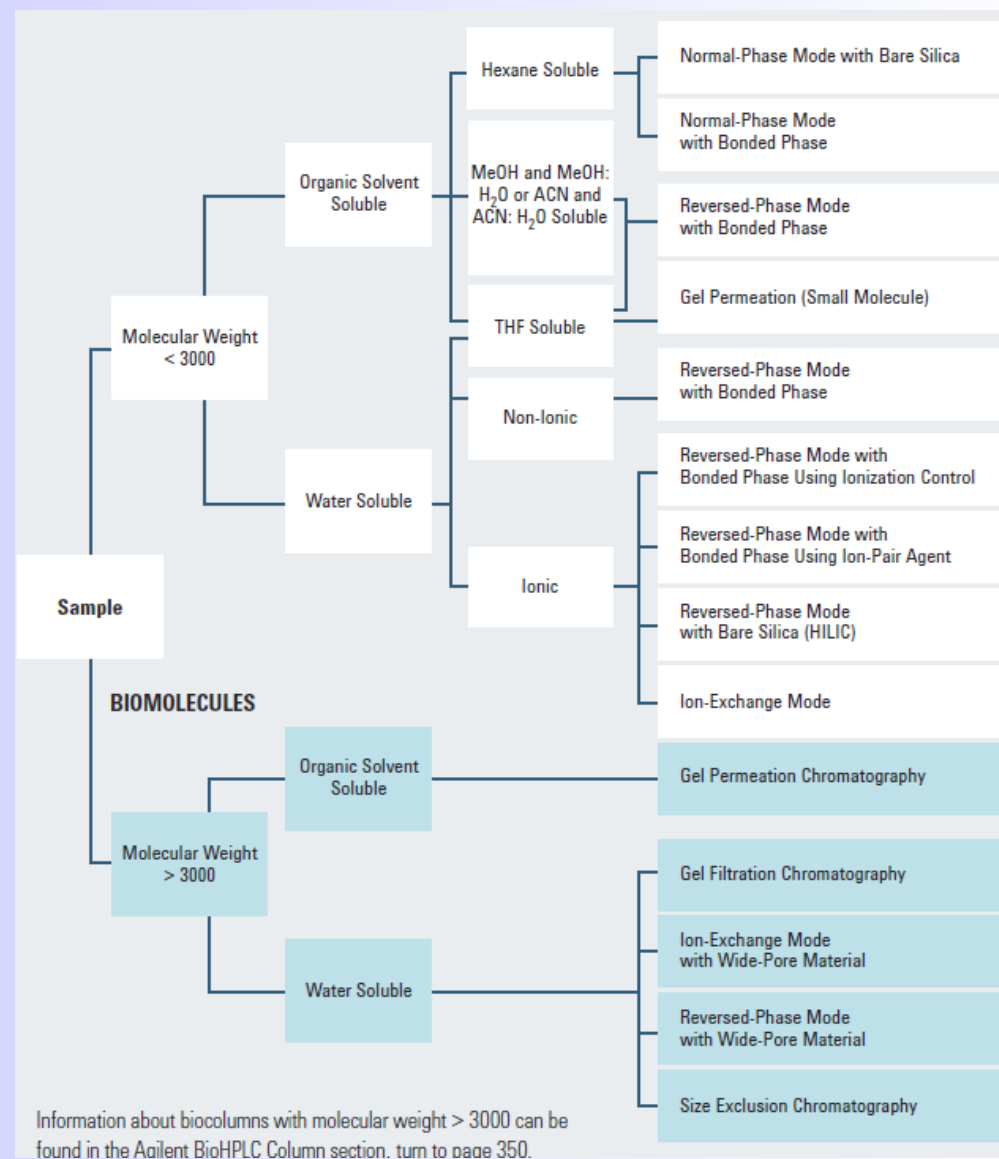 Hexane Soluble
Normal-Phase Mode with Bare Silica
Normal-Phase Mode
with Bonded Phase
Organic Solvent
Soluble
MeOH and MeOH:
H₂O or ACN and
ACN: H₂O Soluble
Reversed-Phase Mode
with Bonded Phase
Gel Permeation (Small Molecule)
THF Soluble
Molecular Weight
< 3000
Reversed-Phase Mode
with Bonded Phase
Non-Ionic
Water Soluble
Reversed-Phase Mode with
Bonded Phase Using Ionization Control
Reversed-Phase Mode with
Bonded Phase Using Ion-Pair Agent
Ionic
Reversed-Phase Mode
with Bare Silica (HILIC)
Ion-Exchange Mode
Sample
BIOMOLECULES
Organic Solvent
Soluble
Gel Permeation Chromatography
Molecular Weight
> 3000
Gel Filtration Chromatography
Ion-Exchange Mode
with Wide-Pore Material
Water Soluble
Reversed-Phase Mode
with Wide-Pore Material
Size Exclusion Chromatography
Information about biocolumns with molecular weight > 3000 can be
found in the Agilent BioHPLC Column section, turn to page 350.